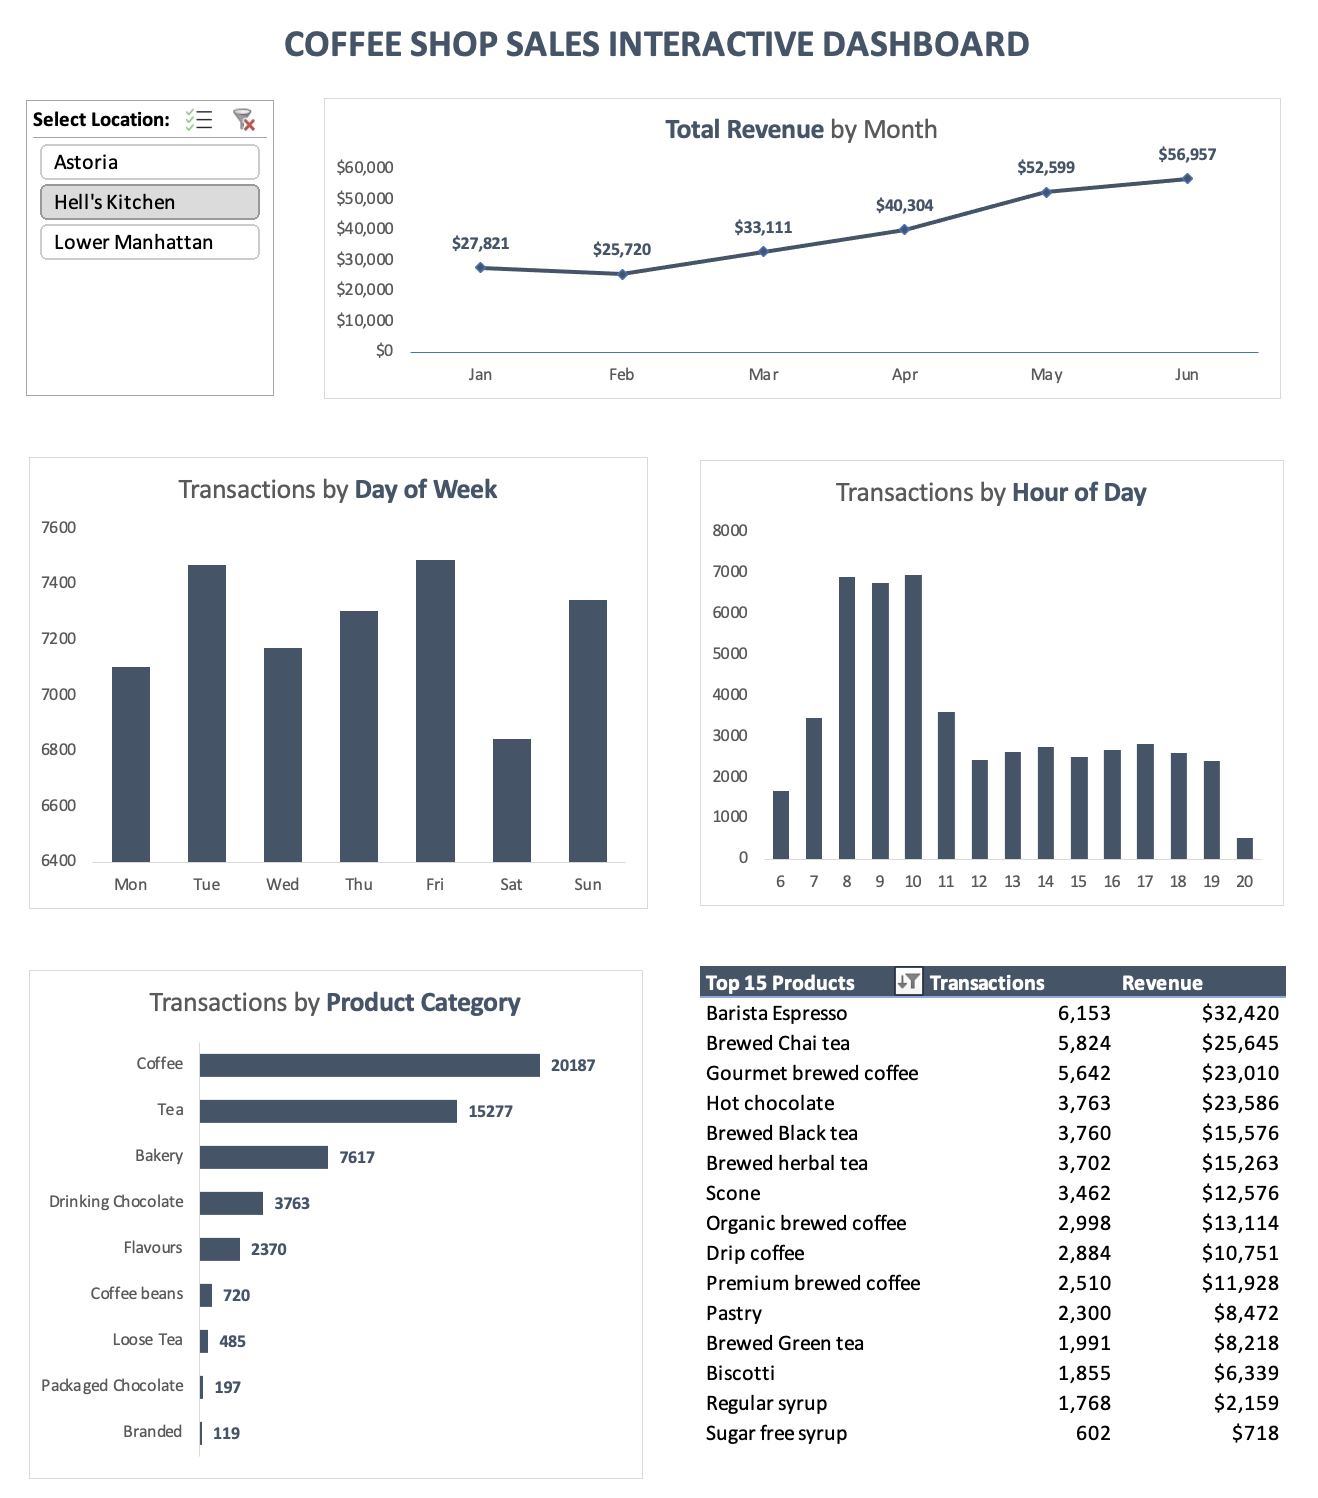 COFFEE SHOP SALES INTERACTIVE DASHBOARD
Select Location:
Astoria
Hell's Kitchen
Lower Manhattan
Total Revenue by Month
$60,000
$50,000
$40,000
$30,000
$20,000
$10,000
$0
$27,821
$25,720
$33,111
$40,304
$52,599
$56,957
Jan Feb Mar Apr May Jun
Transactions by Day of Week
7600
7400
7200
7000
6800
6600
6400
Mon Tue Wed Thu Fri Sat Sun
Transactions by Hour of Day
8000
7000
6000
5000
4000
3000
2000
1000
0
6 7 8 9 10 11 12 13 14 15 16 17 18 19 20
Transactions by Product Category
Coffee 20187
Tea 15277
Bakery 7617
Drinking Chocolate 3763
Flavours 2370
Coffee beans 720
Loose Tea 485
Packaged Chocolate 197
Branded 119
Top 15 Products Transactions Revenue
Barista Espresso 6,153 $32,420
Brewed Chai tea 5,824 $25,645
Gourmet brewed coffee 5,642 $23,010
Hot chocolate 3,763 $23,586
Brewed Black tea 3,760 $15,576
Brewed herbal tea 3,702 $15,263
Scone 3,462 $12,576
Organic brewed coffee 2,998 $13,114
Drip coffee 2,884 $10,751
Premium brewed coffee 2,510 $11,928
Pastry 2,300 $8,472
Brewed Green tea 1,991 $8,218
Biscotti 1,855 $6,339
Regular syrup 1,768 $2,159
Sugar free syrup 602 $718